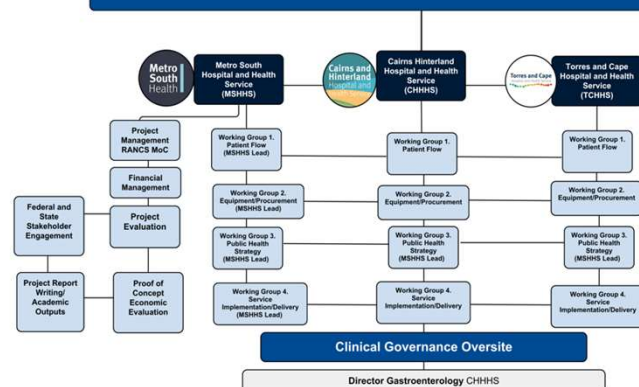 Metro
South
Health
Metro South
Hospital and Health
Service
(MSHHS)
Cairns and
Hinterland
Hospital and
Health Service
Cairns Hinterland
Hospital and Health
Service
(CHHHS)
Torres and Cape
Torres and Cape
Hospital and Health
Service
(TCHHS)
Project
Management
RANCS MoC
Financial
Management
Federal and
State
Stakeholder
Engagement
Project
Evaluation
Project Report
Writing/
Academic
Outputs
Proof of
Concept
Economic
Evaluation
Working Group 1.
Patient Flow
(MSHHS Lead)
Working Group 1.
Patient Flow
Working Group 1.
Patient Flow
Working Group 2.
Equipment/Procurement
(MSHHS Lead)
Working Group 2.
Equipment/Procurement
Working Group 2.
Equipment/Procurement
Working Group 3.
Public Health
Strategy
(MSHHS Lead)
Working Group 3.
Public Health
Strategy
(MSHHS Lead)
Working Group 3.
Public Health
Strategy
(MSHHS Lead)
Working Group 4.
Service
Implementation/Delivery
(MSHHS Lead)
Working Group 4.
Service
Implementation/Delivery
Working Group 4.
Service
Implementation/Delivery
Clinical Governance Oversite
Director Gastroenterology CHHHS